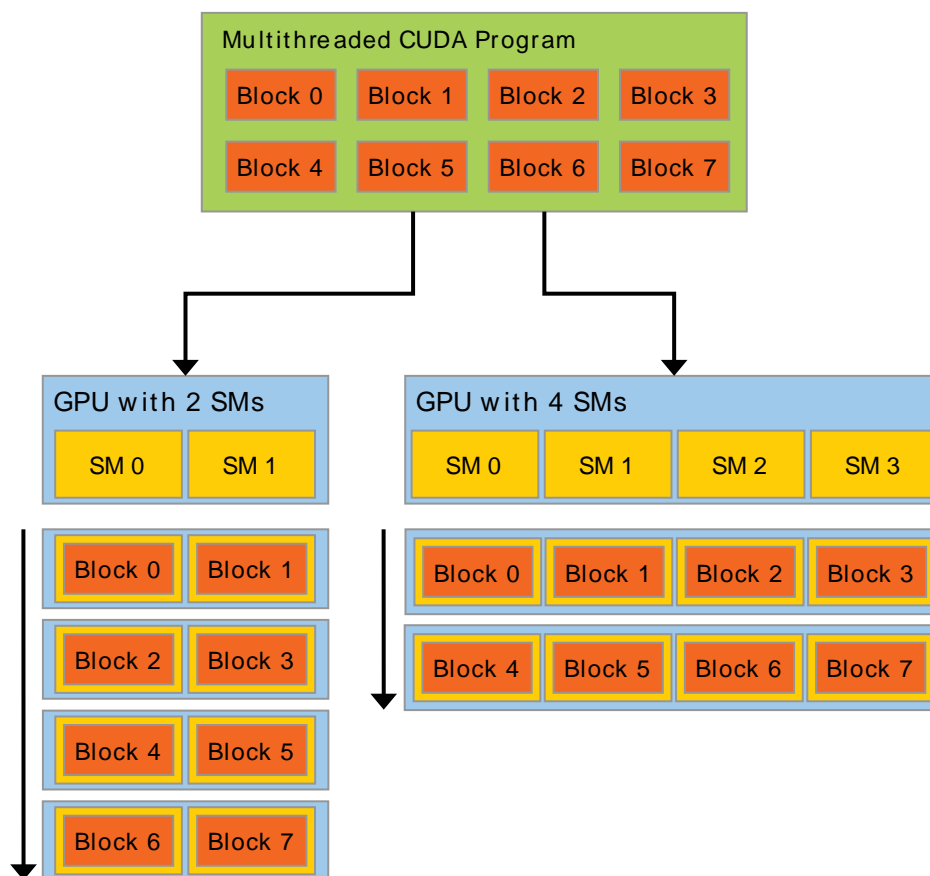 Multithreaded CUDA Program
Block 0 Block 1 Block 2 Block 3
Block 4 Block 5 Block 6 Block 7
GPU with 2 SMs
SM 0 SM 1
Block 0 Block 1
Block 2 Block 3
Block 4 Block 5
Block 6 Block 7
GPU with 4 SMs
SM 0 SM 1 SM 2 SM 3
Block 0 Block 1 Block 2 Block 3
Block 4 Block 5 Block 6 Block 7